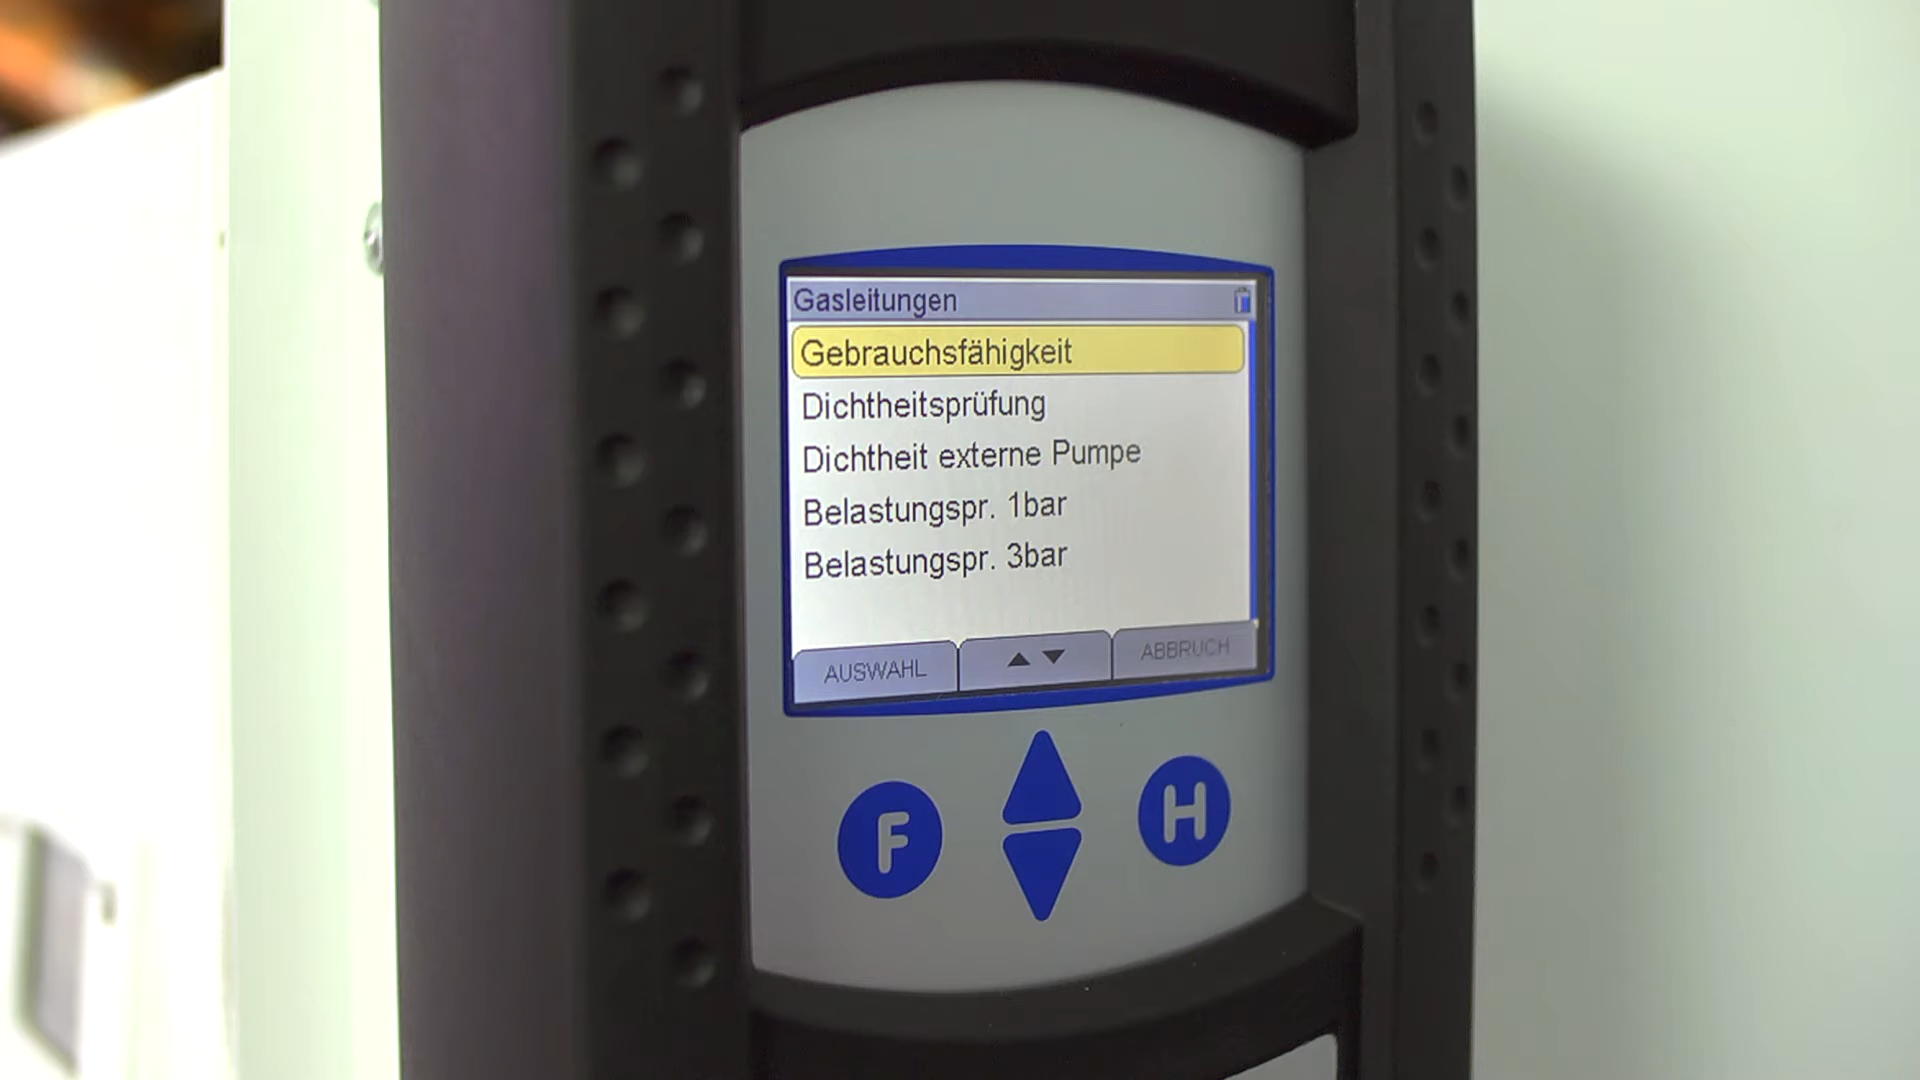 Gasleitungen
Gebrauchsfähigkeit
Dichtheitsprüfung
Dichtheit externe Pumpe
Belastungspr. 1bar
Belastungspr. 3bar
AUSWAHL ▲ ▼ ABBRUCH
F H